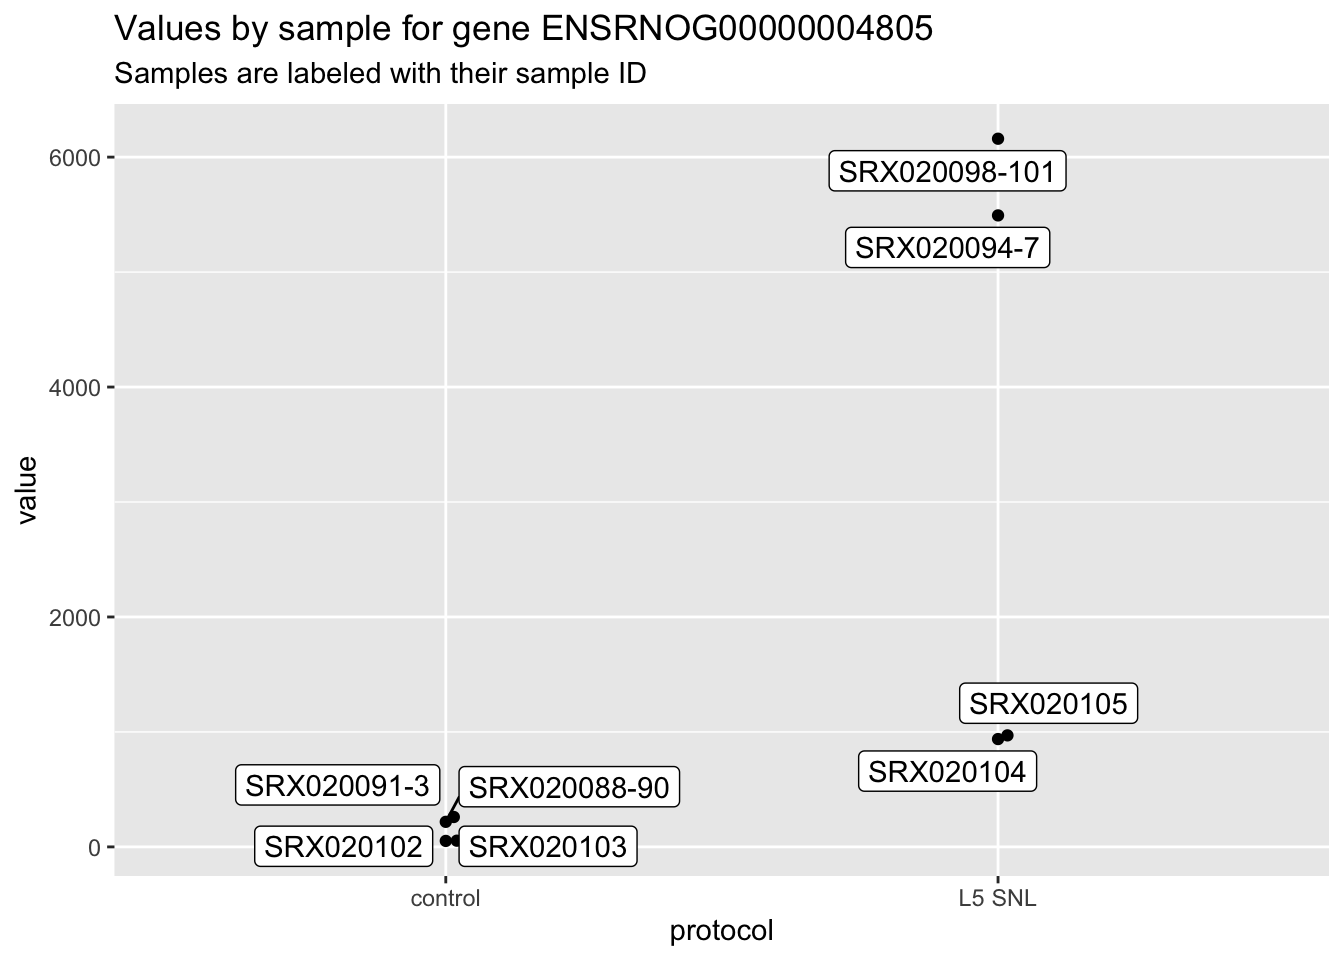 Values by sample for gene ENSRNOG00000004805
Samples are labeled with their sample ID
6000
4000
2000
0
value
SRX020098-101
SRX020094-7
SRX020105
SRX020104
SRX020091-3
SRX020088-90
SRX020102
SRX020103
control
L5 SNL
protocol